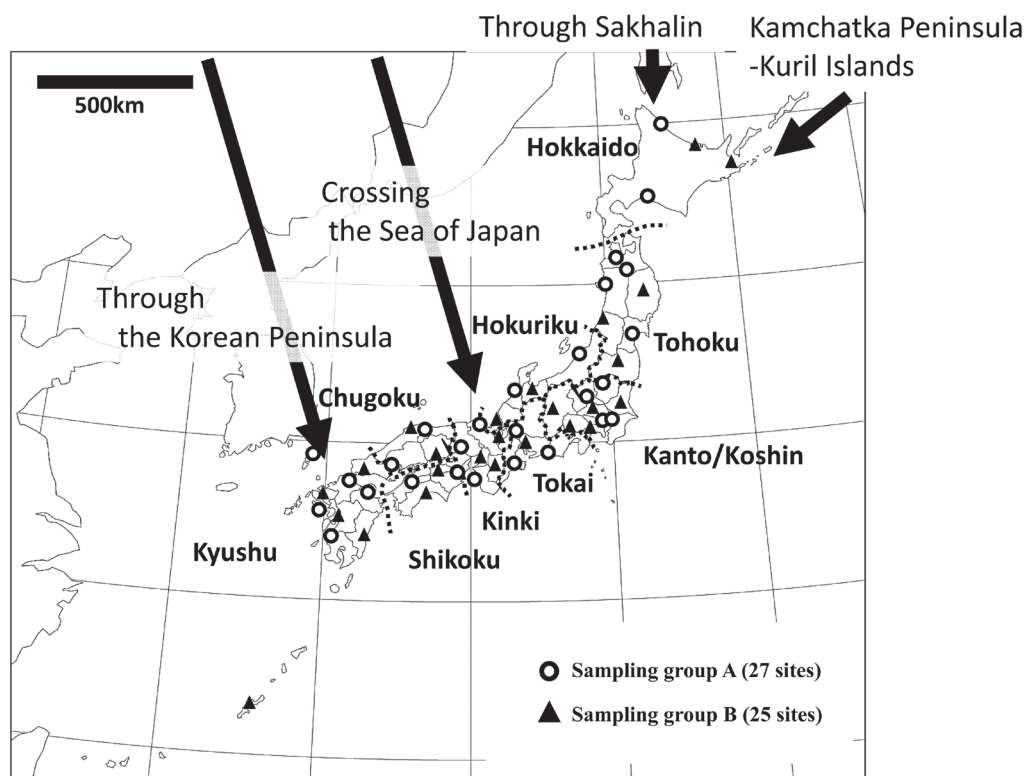 Through Sakhalin
Kamchatka Peninsula
-Kuril Islands
500km
Hokkaido
Crossing
the Sea of Japan
Through
the Korean Peninsula
Hokuriku
Tohoku
Chugoku
Kanto/Koshin
Tokai
Kinki
Kyushu
Shikoku
Sampling group A (27 sites)
Sampling group B (25 sites)